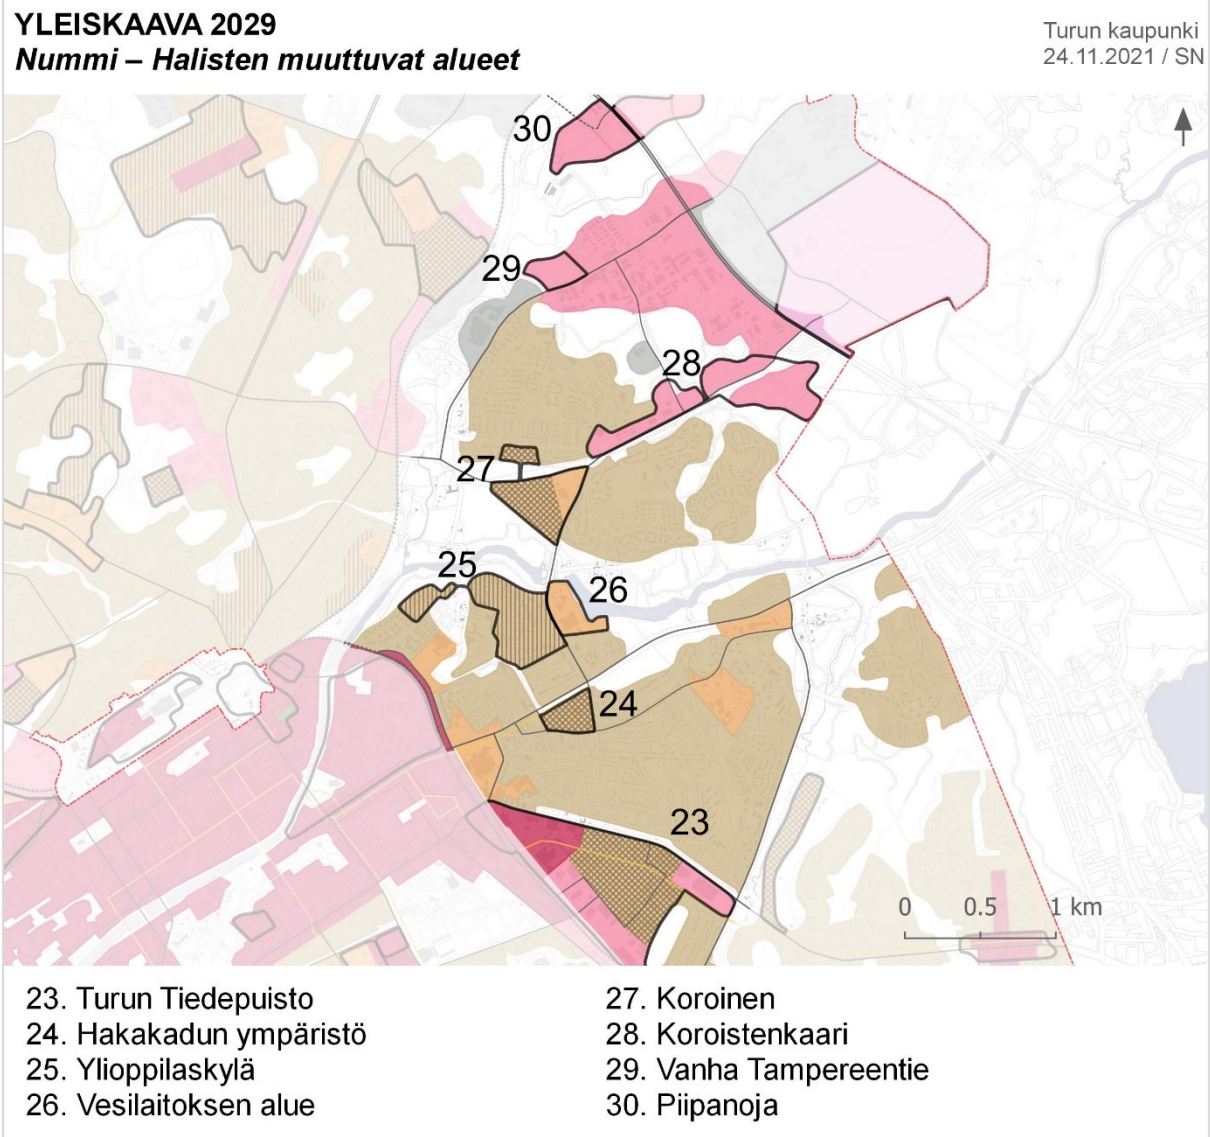 YLEISKAAVA 2029
Nummi – Halisten muuttuvat alueet
Turun kaupunki
24.11.2021 / SN
30
29
28
27
25
26
24
23
0 0.5 1 km
23. Turun Tiedepuisto
24. Hakakadun ympäristö
25. Ylioppilaskylä
26. Vesilaitoksen alue
27. Koroinen
28. Koroistenkaari
29. Vanha Tampereentie
30. Piipanoja